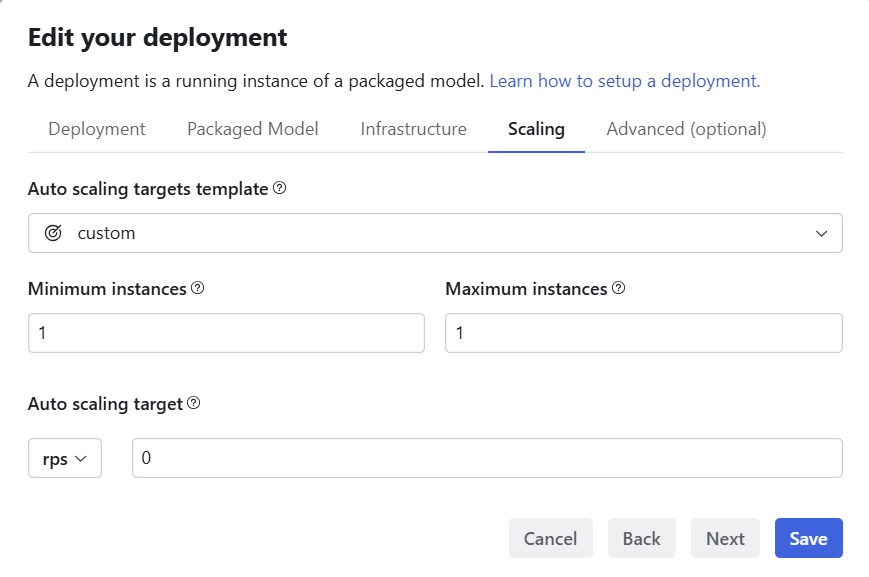 Edit your deployment
A deployment is a running instance of a packaged model. Learn how to setup a deployment.
Deployment Packaged Model Infrastructure Scaling Advanced (optional)
Auto scaling targets template
custom
Minimum instances Maximum instances
1 1
Auto scaling target
rps 0
Cancel Back Next Save